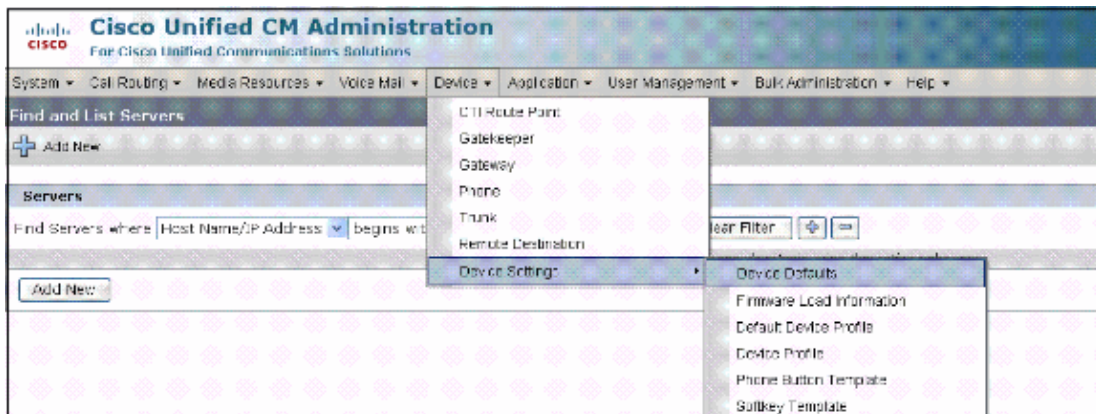 Cisco Unified CM Administration
CISCO
For Cisco Unified Communications Solutions
System Call Routing Media Resources Voice Mail Device Application User Management Bulk Administration Help
Find and List Servers
Add New
Servers
Find Servers where Host Name/IP Address begins wit
lear Filter
Add New
CTI Route Point
Gatekeeper
Gateway
Phone
Trunk
Remote Destination
Device Settings
Device Defaults
Firmware Load Information
Default Device Profile
Device Profile
Phone Button Template
Softkey Template